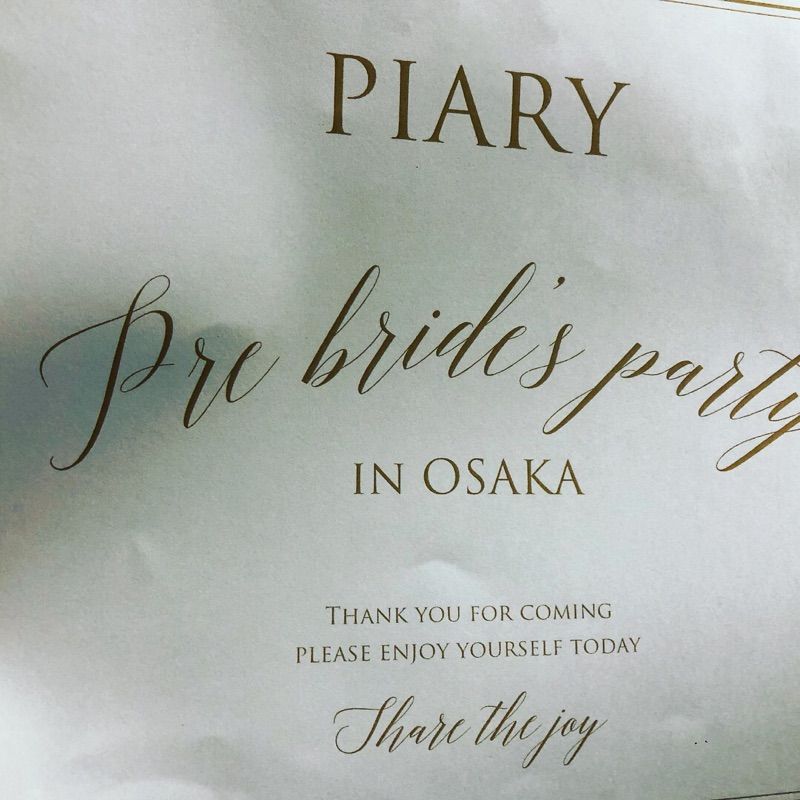 PIARY
Pre bride's party
IN OSAKA
THANK YOU FOR COMING
PLEASE ENJOY YOURSELF TODAY
Share the joy